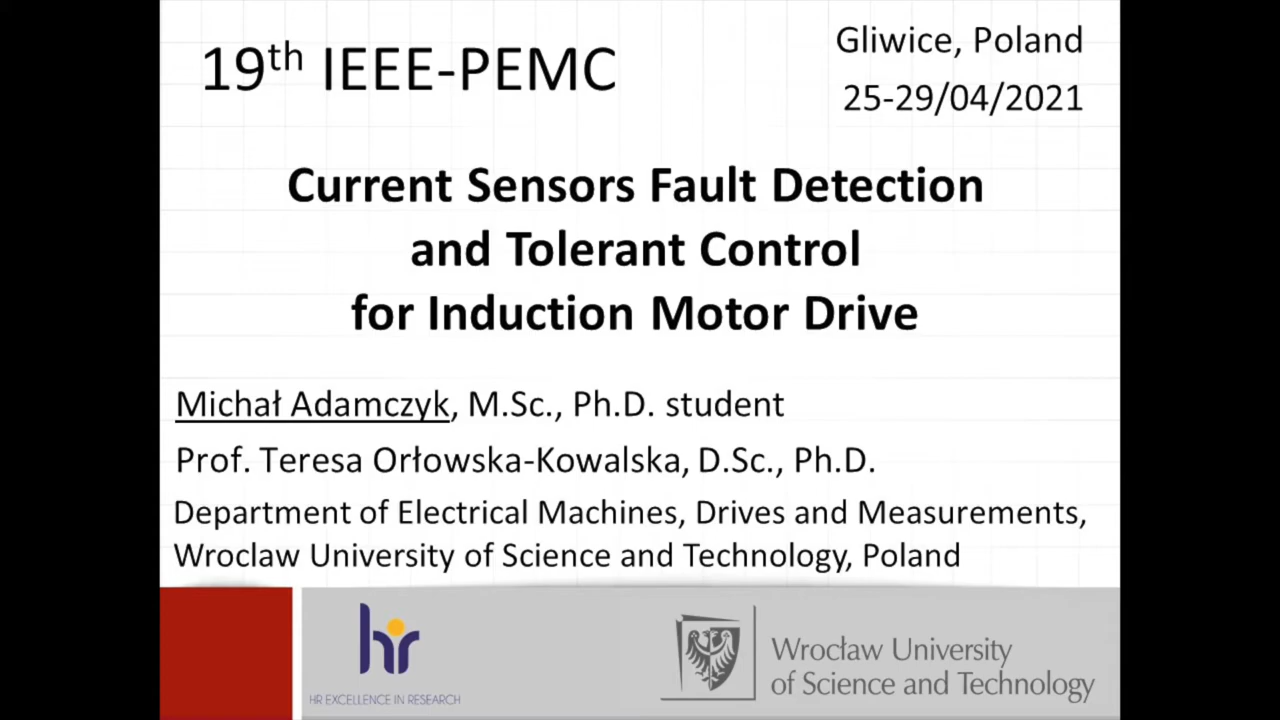 19th IEEE-PEMC
Gliwice, Poland
25-29/04/2021
Current Sensors Fault Detection
and Tolerant Control
for Induction Motor Drive
Michał Adamczyk, M.Sc., Ph.D. student
Prof. Teresa Orłowska-Kowalska, D.Sc., Ph.D.
Department of Electrical Machines, Drives and Measurements,
Wroclaw University of Science and Technology, Poland
hr
HR EXCELLENCE IN RESEARCH
Wrocław University
of Science and Technology